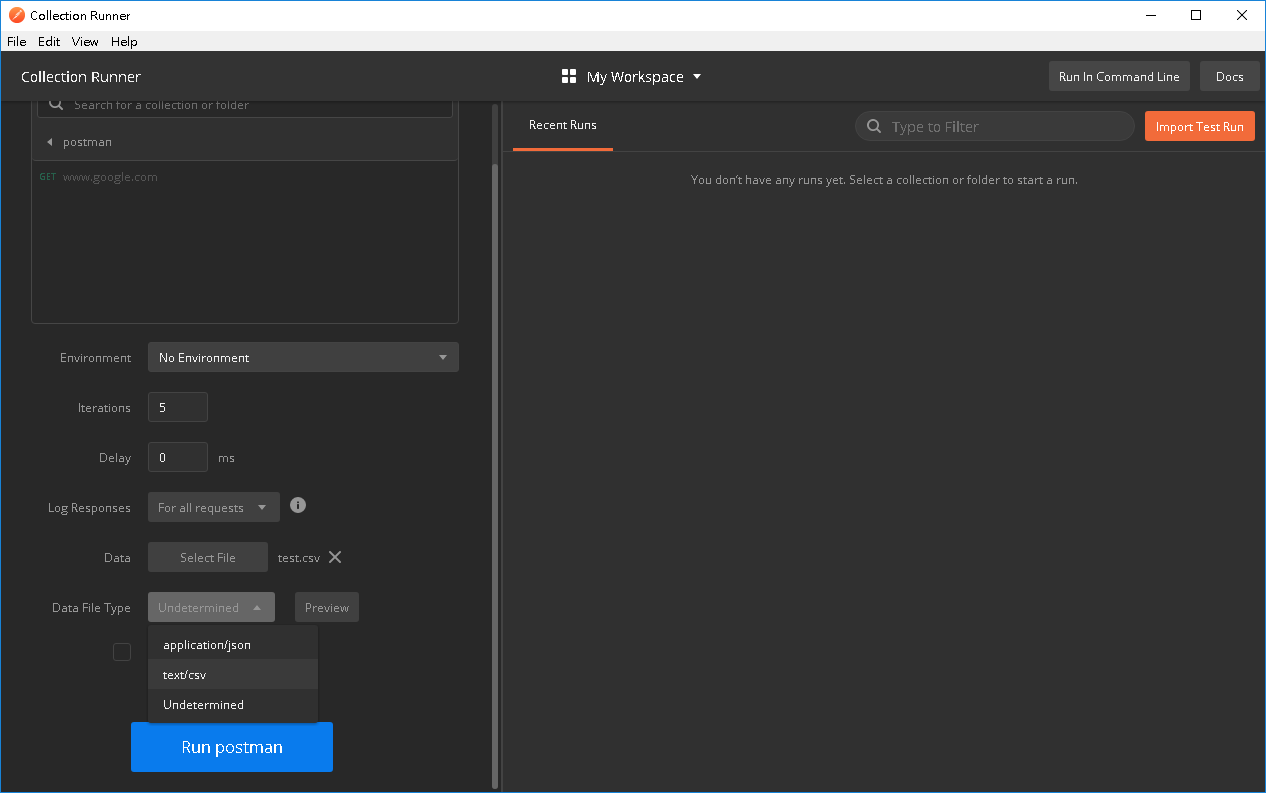 Collection Runner
File Edit View Help
Collection Runner
My Workspace
Run In Command Line
Docs
Search for a collection or folder
postman
GET www.google.com
Environment No Environment
Iterations 5
Delay 0 ms
Log Responses For all requests
Data Select File test.csv
Data File Type Undetermined Preview
application/json
text/csv
Undetermined
Run postman
Recent Runs
Type to Filter
Import Test Run
You don't have any runs yet. Select a collection or folder to start a run.